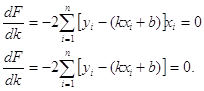 dF/dk = −2∑_{i=1}^{n} [y_i − (kx_i + b)]x_i = 0
dF/dk = −2∑_{i=1}^{n} [y_i − (kx_i + b)] = 0.